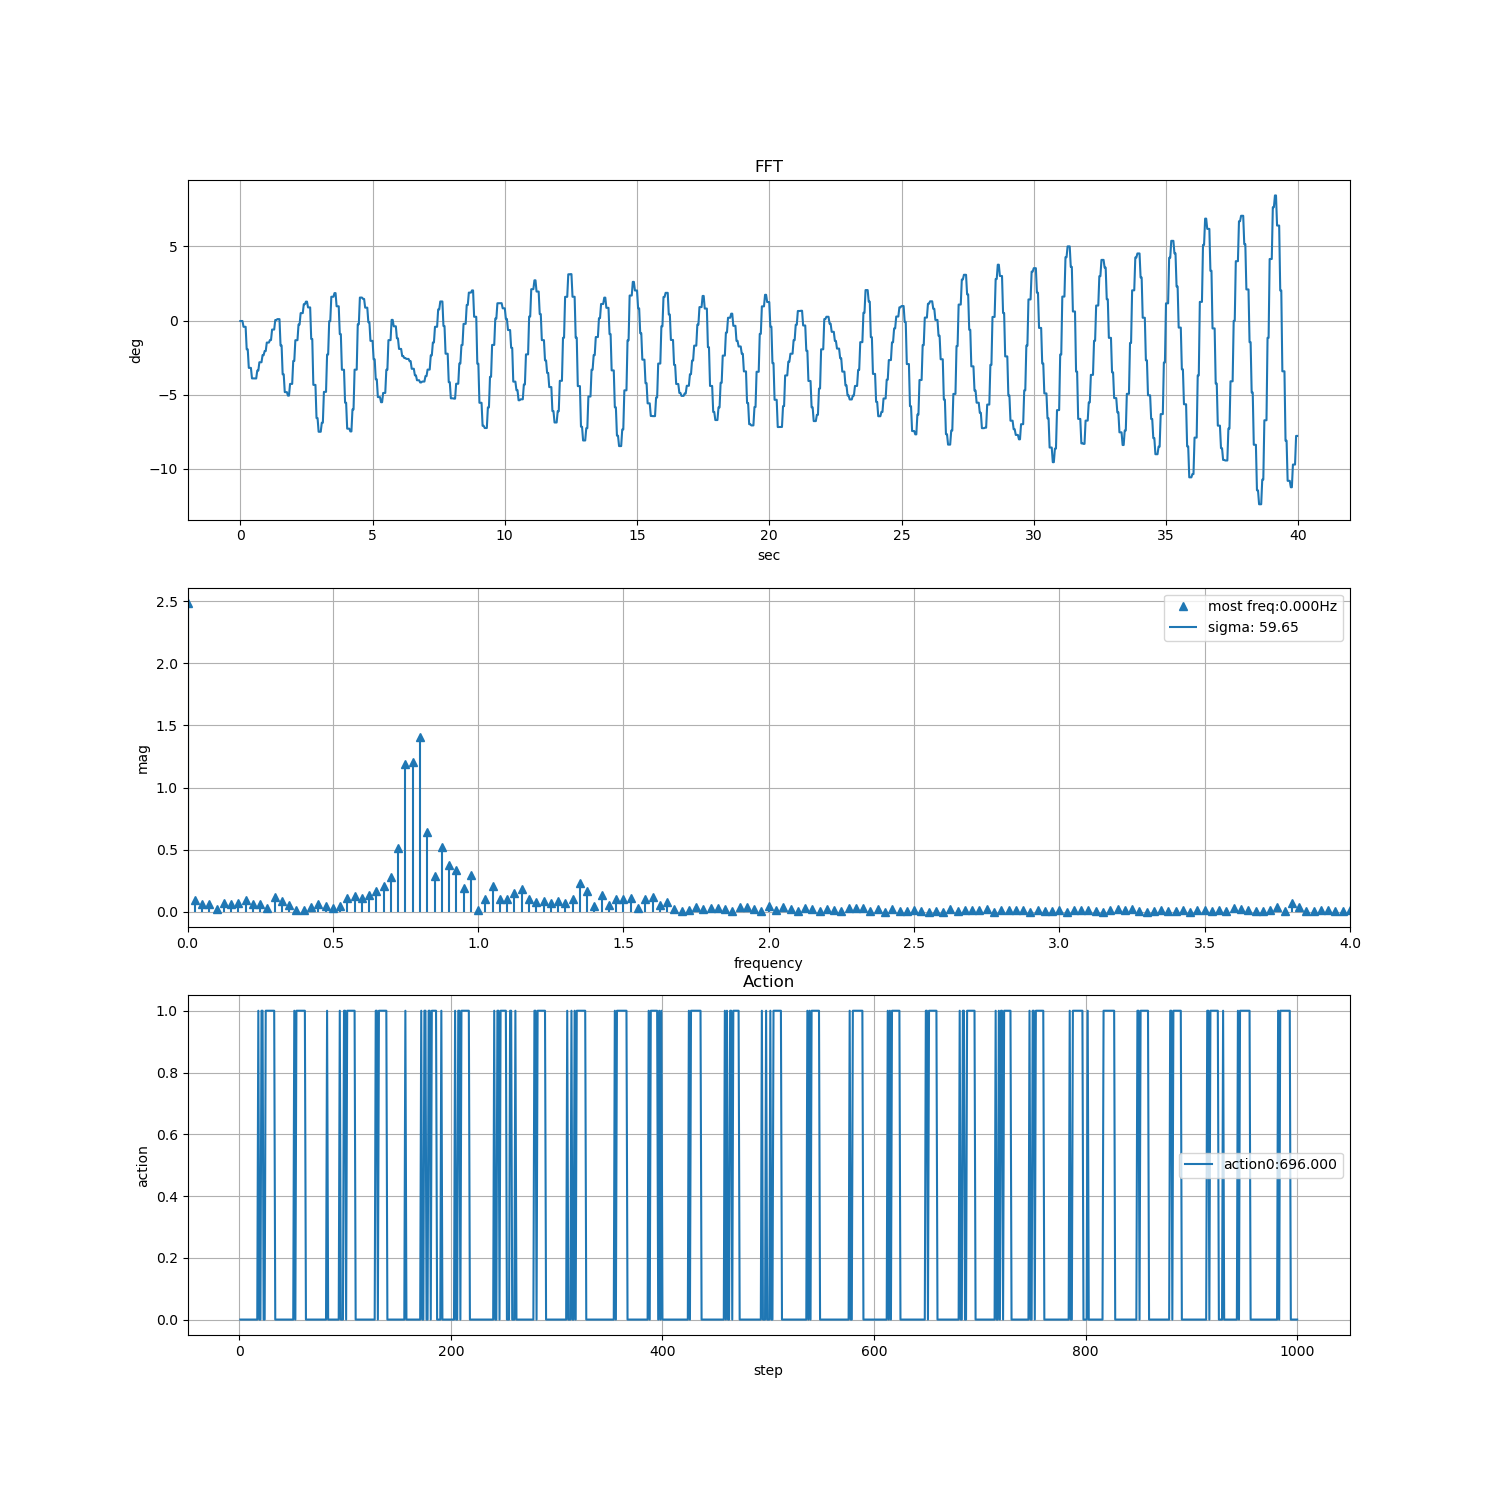 FFT
5
0
−5
−10
deg
0 5 10 15 20 25 30 35 40
sec
2.5
2.0
1.5
1.0
0.5
0.0
mag
most freq:0.000Hz
sigma: 59.65
0.0 0.5 1.0 1.5 2.0 2.5 3.0 3.5 4.0
frequency
Action
1.0
0.8
0.6
0.4
0.2
0.0
action
action0:696.000
0 200 400 600 800 1000
step